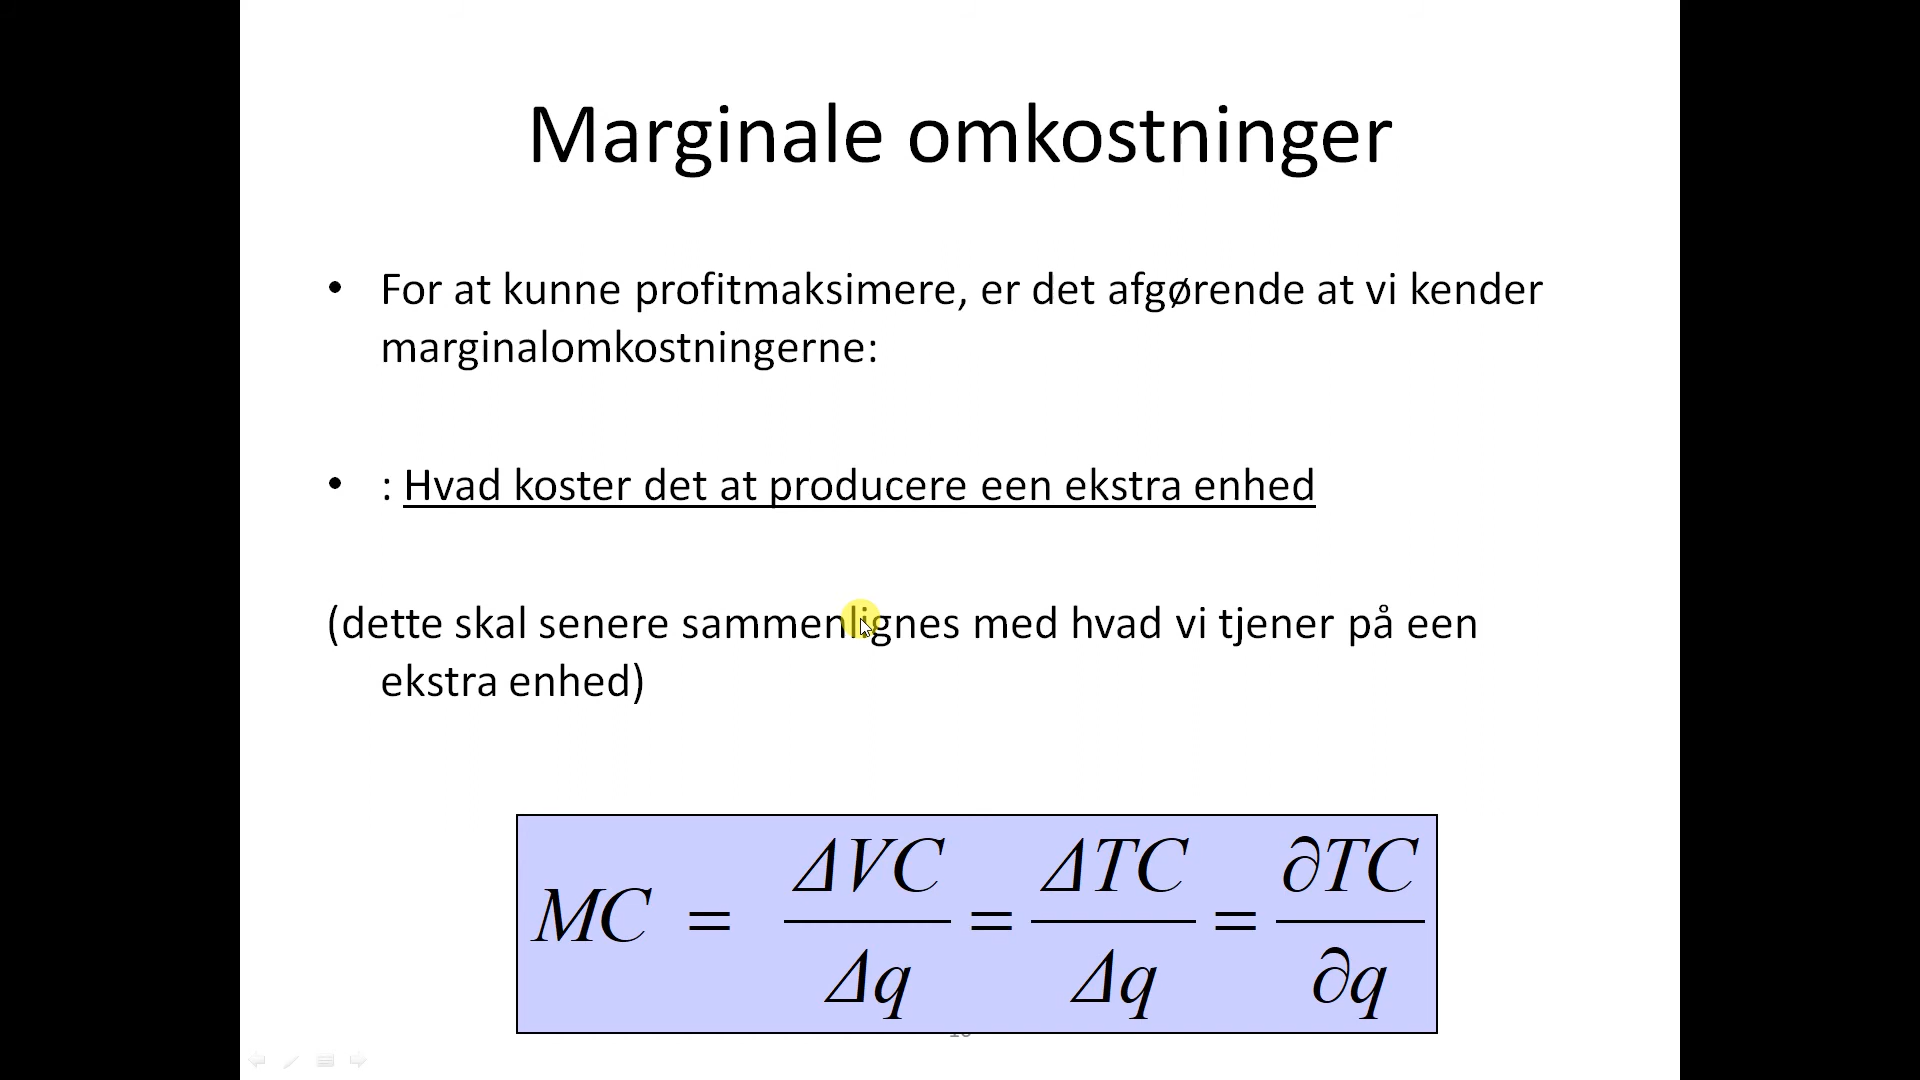 Marginale omkostninger
• For at kunne profitmaksimere, er det afgørende at vi kender
marginalomkostningerne:
• : Hvad koster det at producere een ekstra enhed
(dette skal senere sammenlignes med hvad vi tjener på een
ekstra enhed)
MC = ΔVC/Δq = ΔTC/Δq = ∂TC/∂q